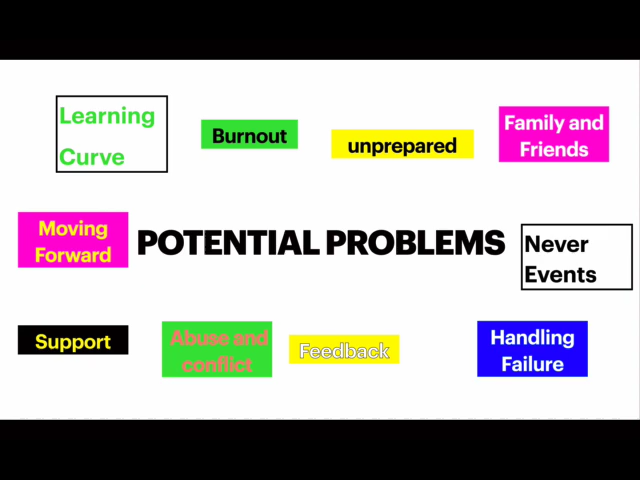 Learning
Curve
Burnout
unprepared
Family and
Friends
Moving
Forward
POTENTIAL PROBLEMS
Never
Events
Support
Abuse and
conflict
Feedback
Handling
Failure